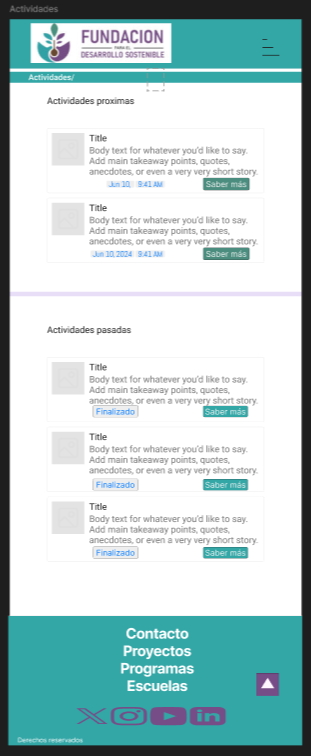 Actividades
FUNDACION
PARA EL
DESARROLLO SOSTENIBLE
Actividades/
Actividades proximas
Title
Body text for whatever you'd like to say.
Add main takeaway points, quotes,
anecdotes, or even a very very short story.
Jun 10, 9:41 AM Saber más
Title
Body text for whatever you'd like to say.
Add main takeaway points, quotes,
anecdotes, or even a very very short story.
Jun 10, 2024 9:41 AM Saber más
Actividades pasadas
Title
Body text for whatever you'd like to say.
Add main takeaway points, quotes,
anecdotes, or even a very very short story.
Finalizado Saber más
Title
Body text for whatever you'd like to say.
Add main takeaway points, quotes,
anecdotes, or even a very very short story.
Finalizado Saber más
Title
Body text for whatever you'd like to say.
Add main takeaway points, quotes,
anecdotes, or even a very very short story.
Finalizado Saber más
Contacto
Proyectos
Programas
Escuelas
in
Derechos reservados